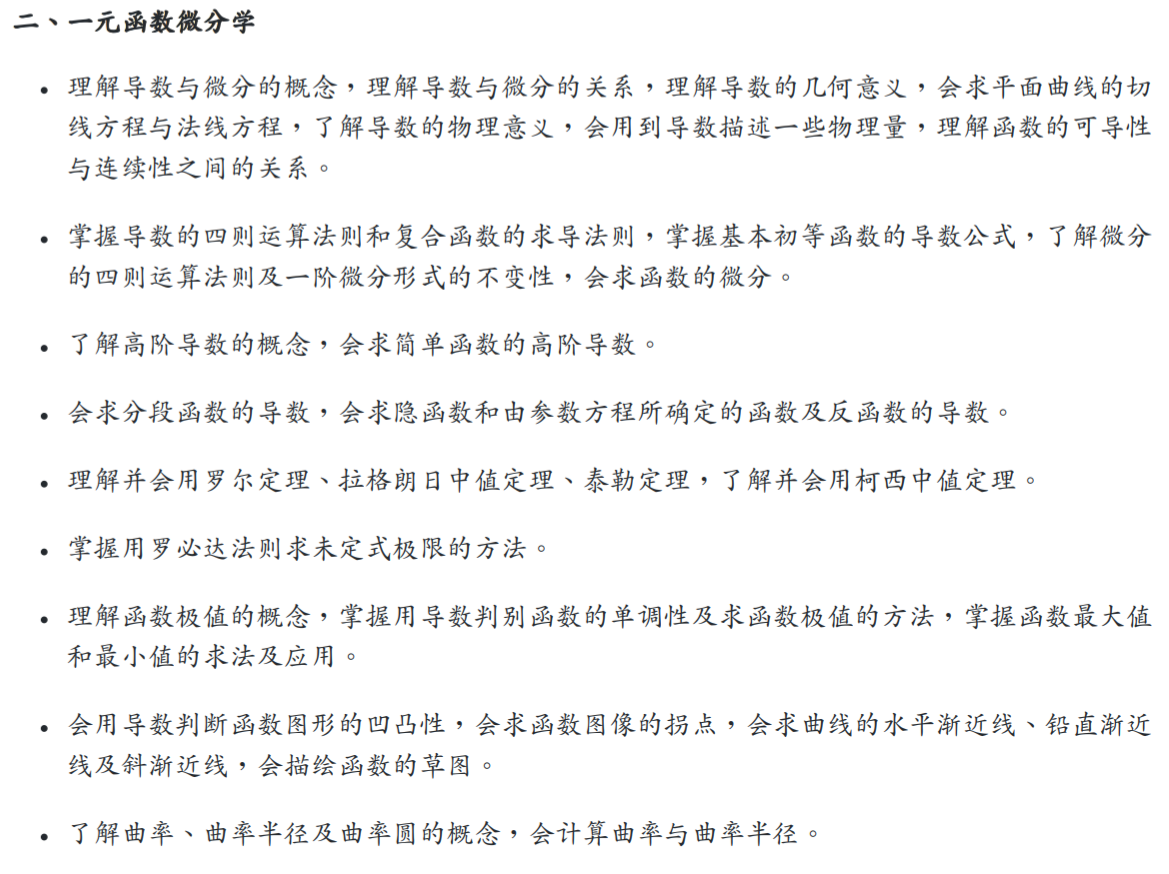 二、一元函数微分学
• 理解导数与微分的概念，理解导数与微分的关系，理解导数的几何意义，会求平面曲线的切
线方程与法线方程，了解导数的物理意义，会用到导数描述一些物理量，理解函数的可导性
与连续性之间的关系。
• 掌握导数的四则运算法则和复合函数的求导法则，掌握基本初等函数的导数公式，了解微分
的四则运算法则及一阶微分形式的不变性，会求函数的微分。
• 了解高阶导数的概念，会求简单函数的高阶导数。
• 会求分段函数的导数，会求隐函数和由参数方程所确定的函数及反函数的导数。
• 理解并会用罗尔定理、拉格朗日中值定理、泰勒定理，了解并会用柯西中值定理。
• 掌握用罗必达法则求未定式极限的方法。
• 理解函数极值的概念，掌握用导数判别函数的单调性及求函数极值的方法，掌握函数最大值
和最小值的求法及应用。
• 会用导数判断函数图形的凹凸性，会求函数图像的拐点，会求曲线的水平渐近线、铅直渐近
线及斜渐近线，会描绘函数的草图。
• 了解曲率、曲率半径及曲率圆的概念，会计算曲率与曲率半径。